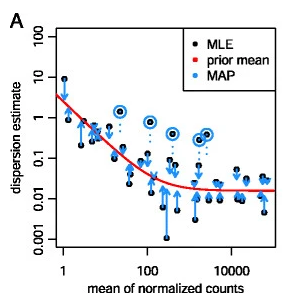 A
MLE
prior mean
MAP
dispersion estimate
100
10
1
0.1
0.01
0.001
1
100
10000
mean of normalized counts